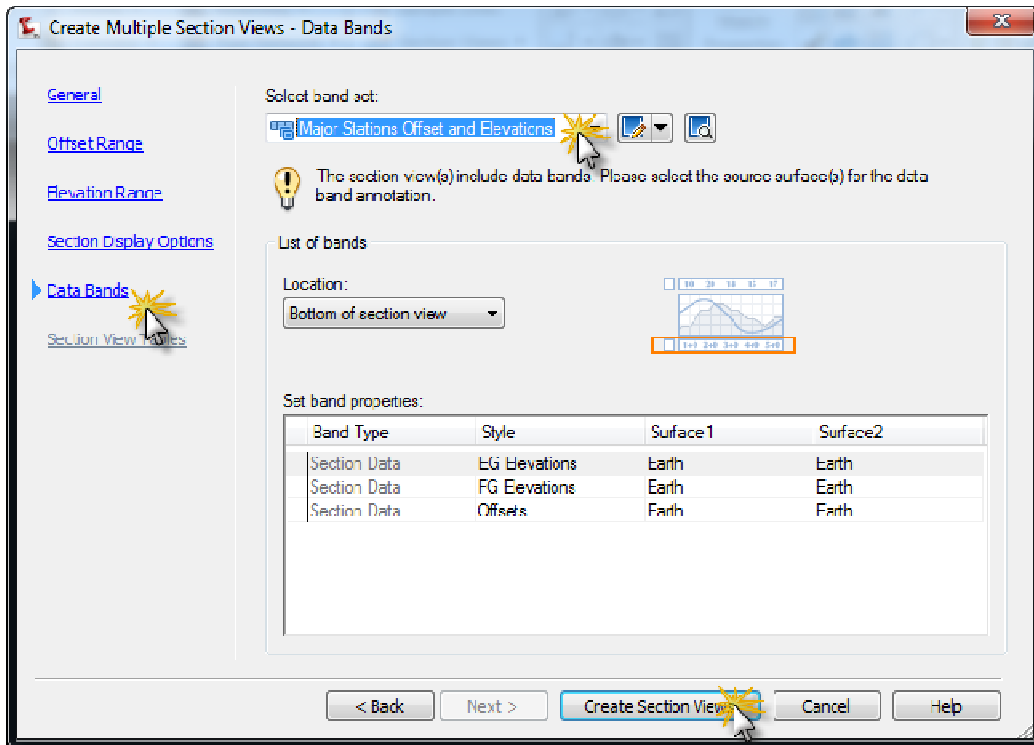 Create Multiple Section Views - Data Bands
General
Offset Range
Elevation Range
Section Display Options
Data Bands
Section View Tables
Select band set:
Major Stations Offset and Elevations
The section view(s) include data bands. Please select the source surface(s) for the data
band annotation.
List of bands
Location:
Bottom of section view
Set band properties:
Band Type Style Surface1 Surface2
Section Data EG Elevations Earth Earth
Section Data FG Elevations Earth Earth
Section Data Offsets Earth Earth
< Back Next > Create Section Views Cancel Help